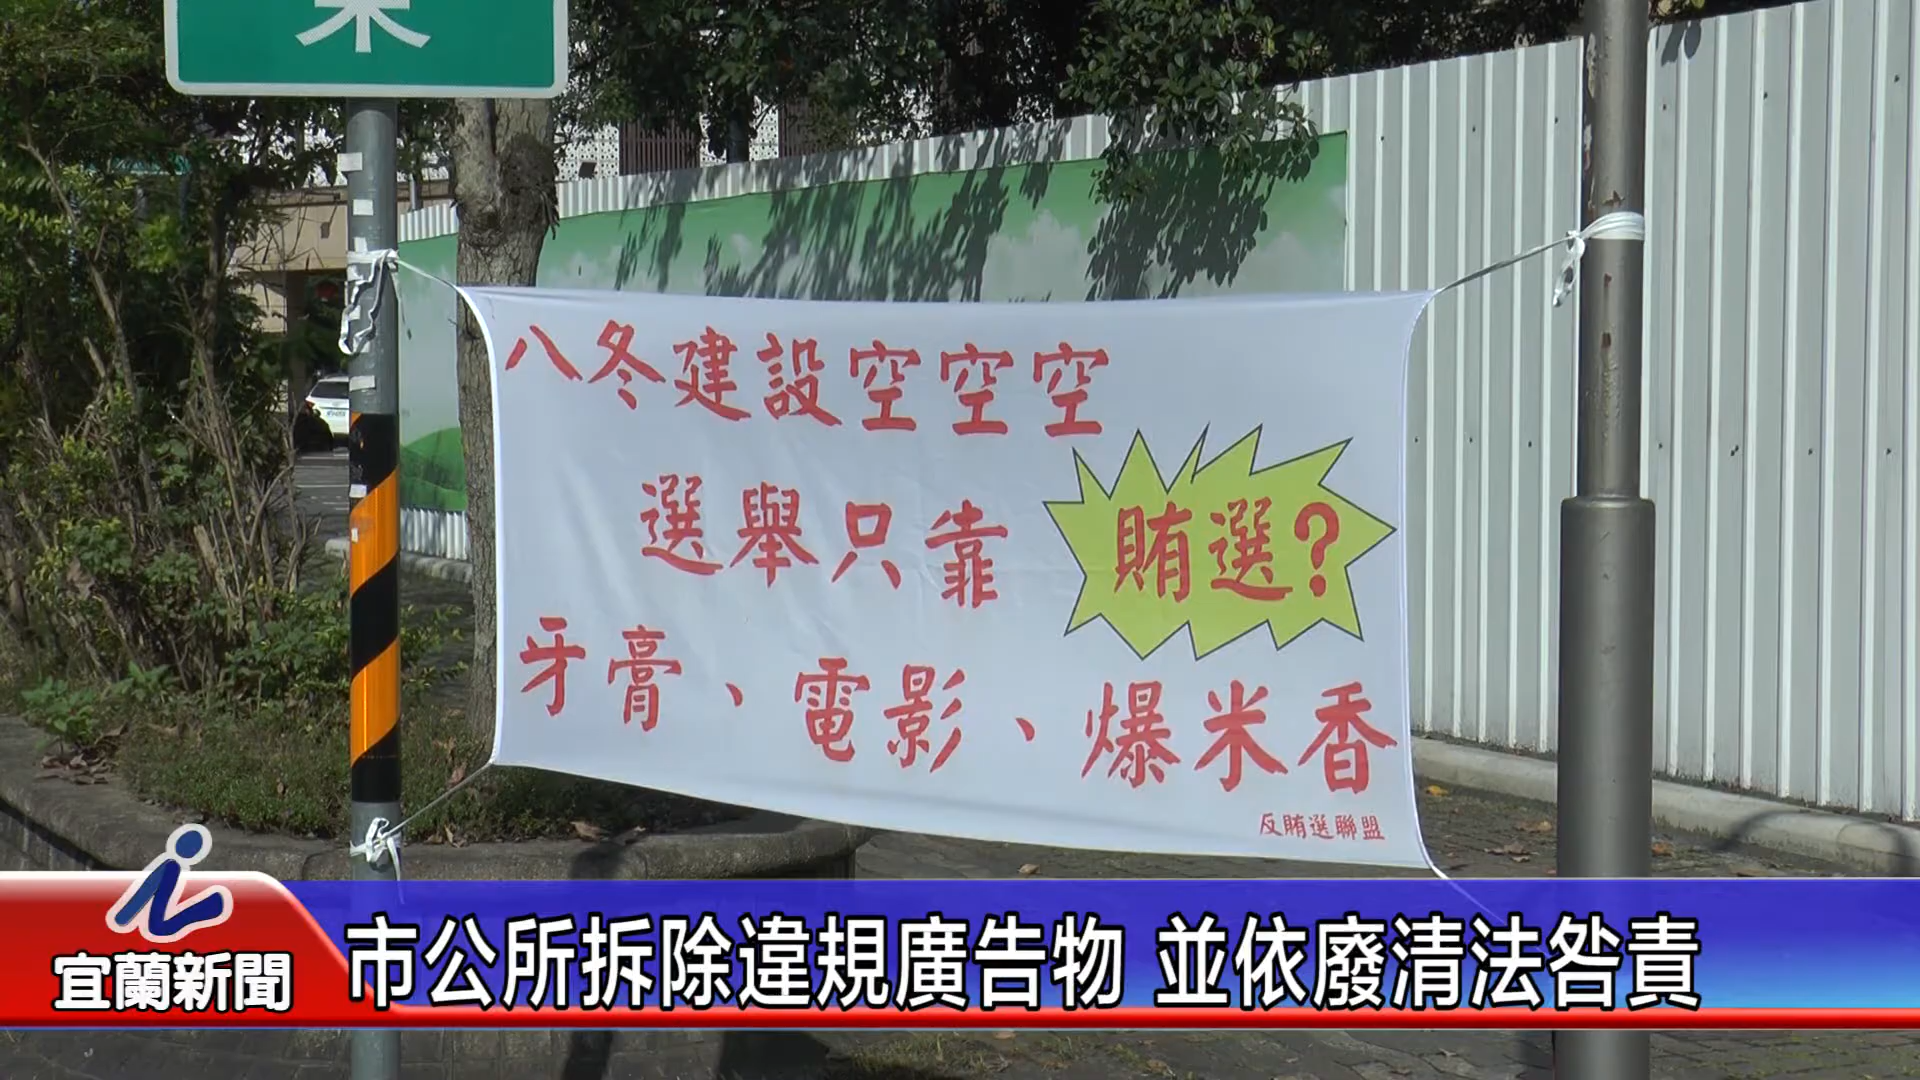 八冬建設空空空
選舉只靠 賄選?
牙膏、電影、爆米香
反賄選聯盟
宜蘭新聞
市公所拆除違規廣告物 並依廢清法咎責